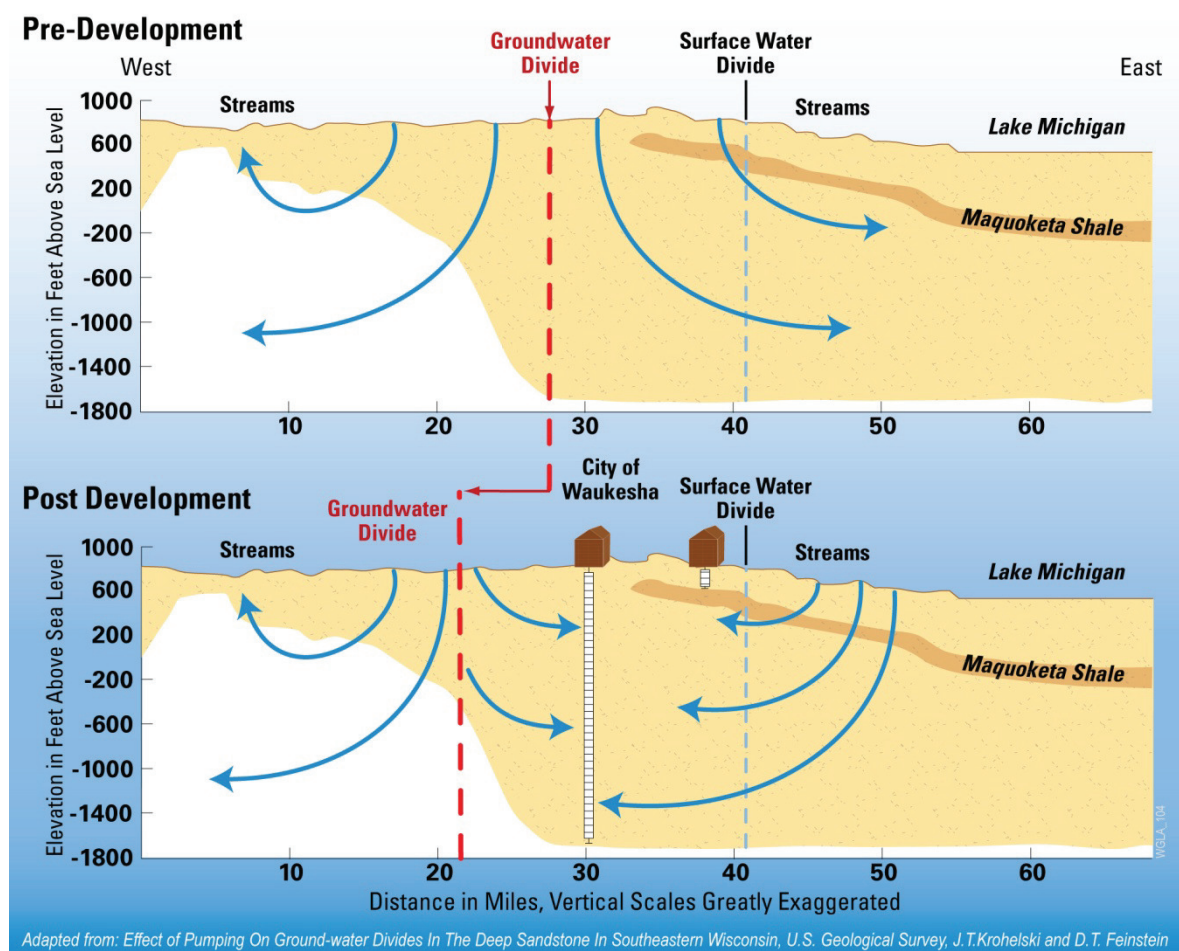 Pre-Development
West
Groundwater
Divide
Surface Water
Divide
East
Streams
Streams
Lake Michigan
Maquoketa Shale
Elevation in Feet Above Sea Level
1000
600
200
-200
-600
-1000
-1400
-1800
10
20
30
40
50
60
Post Development
Groundwater
Divide
City of
Waukesha
Surface Water
Divide
Streams
Streams
Lake Michigan
Maquoketa Shale
Elevation in Feet Above Sea Level
1000
600
200
-200
-600
-1000
-1400
-1800
0
10
20
30
40
50
60
Distance in Miles, Vertical Scales Greatly Exaggerated
WGLA_104
Adapted from: Effect of Pumping On Ground-water Divides In The Deep Sandstone In Southeastern Wisconsin, U.S. Geological Survey, J.T.Krohelski and D.T. Feinstein